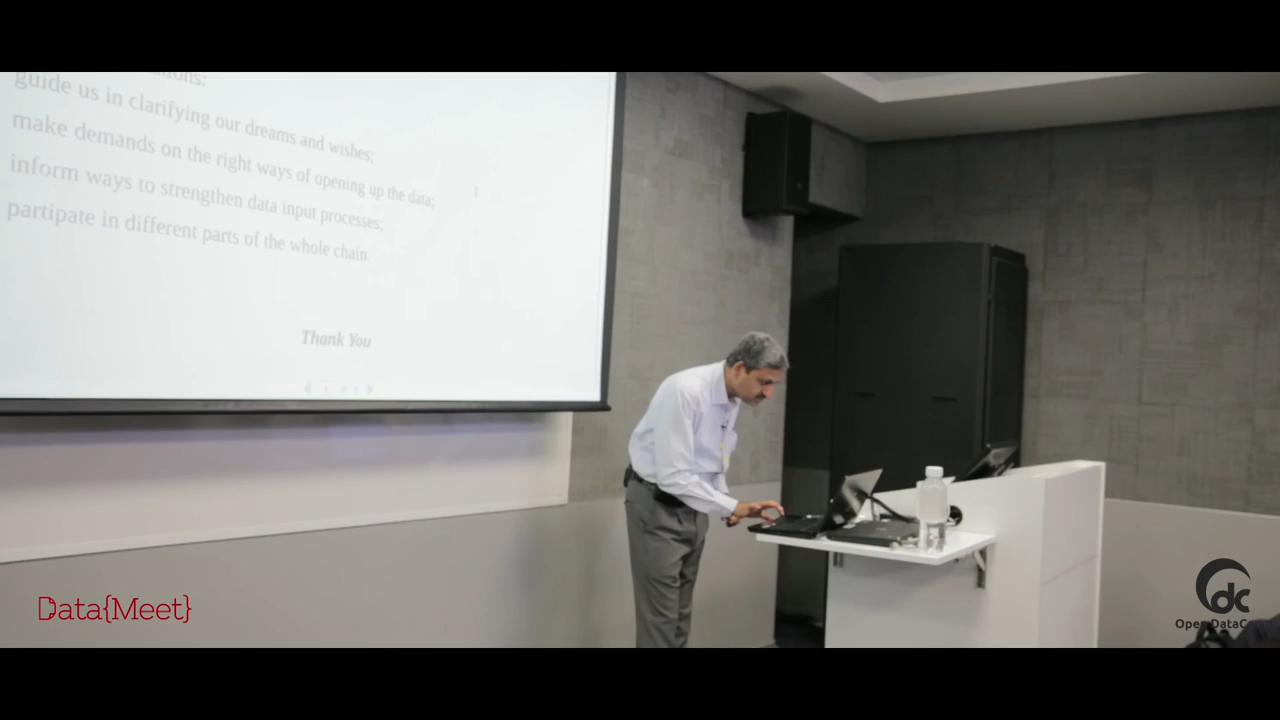 guide us in clarifying our dreams and wishes;
make demands on the right ways of opening up the data;
inform ways to strengthen data input processes;
partipate in different parts of the whole chain.
Thank You
Data{Meet}
dc
Open